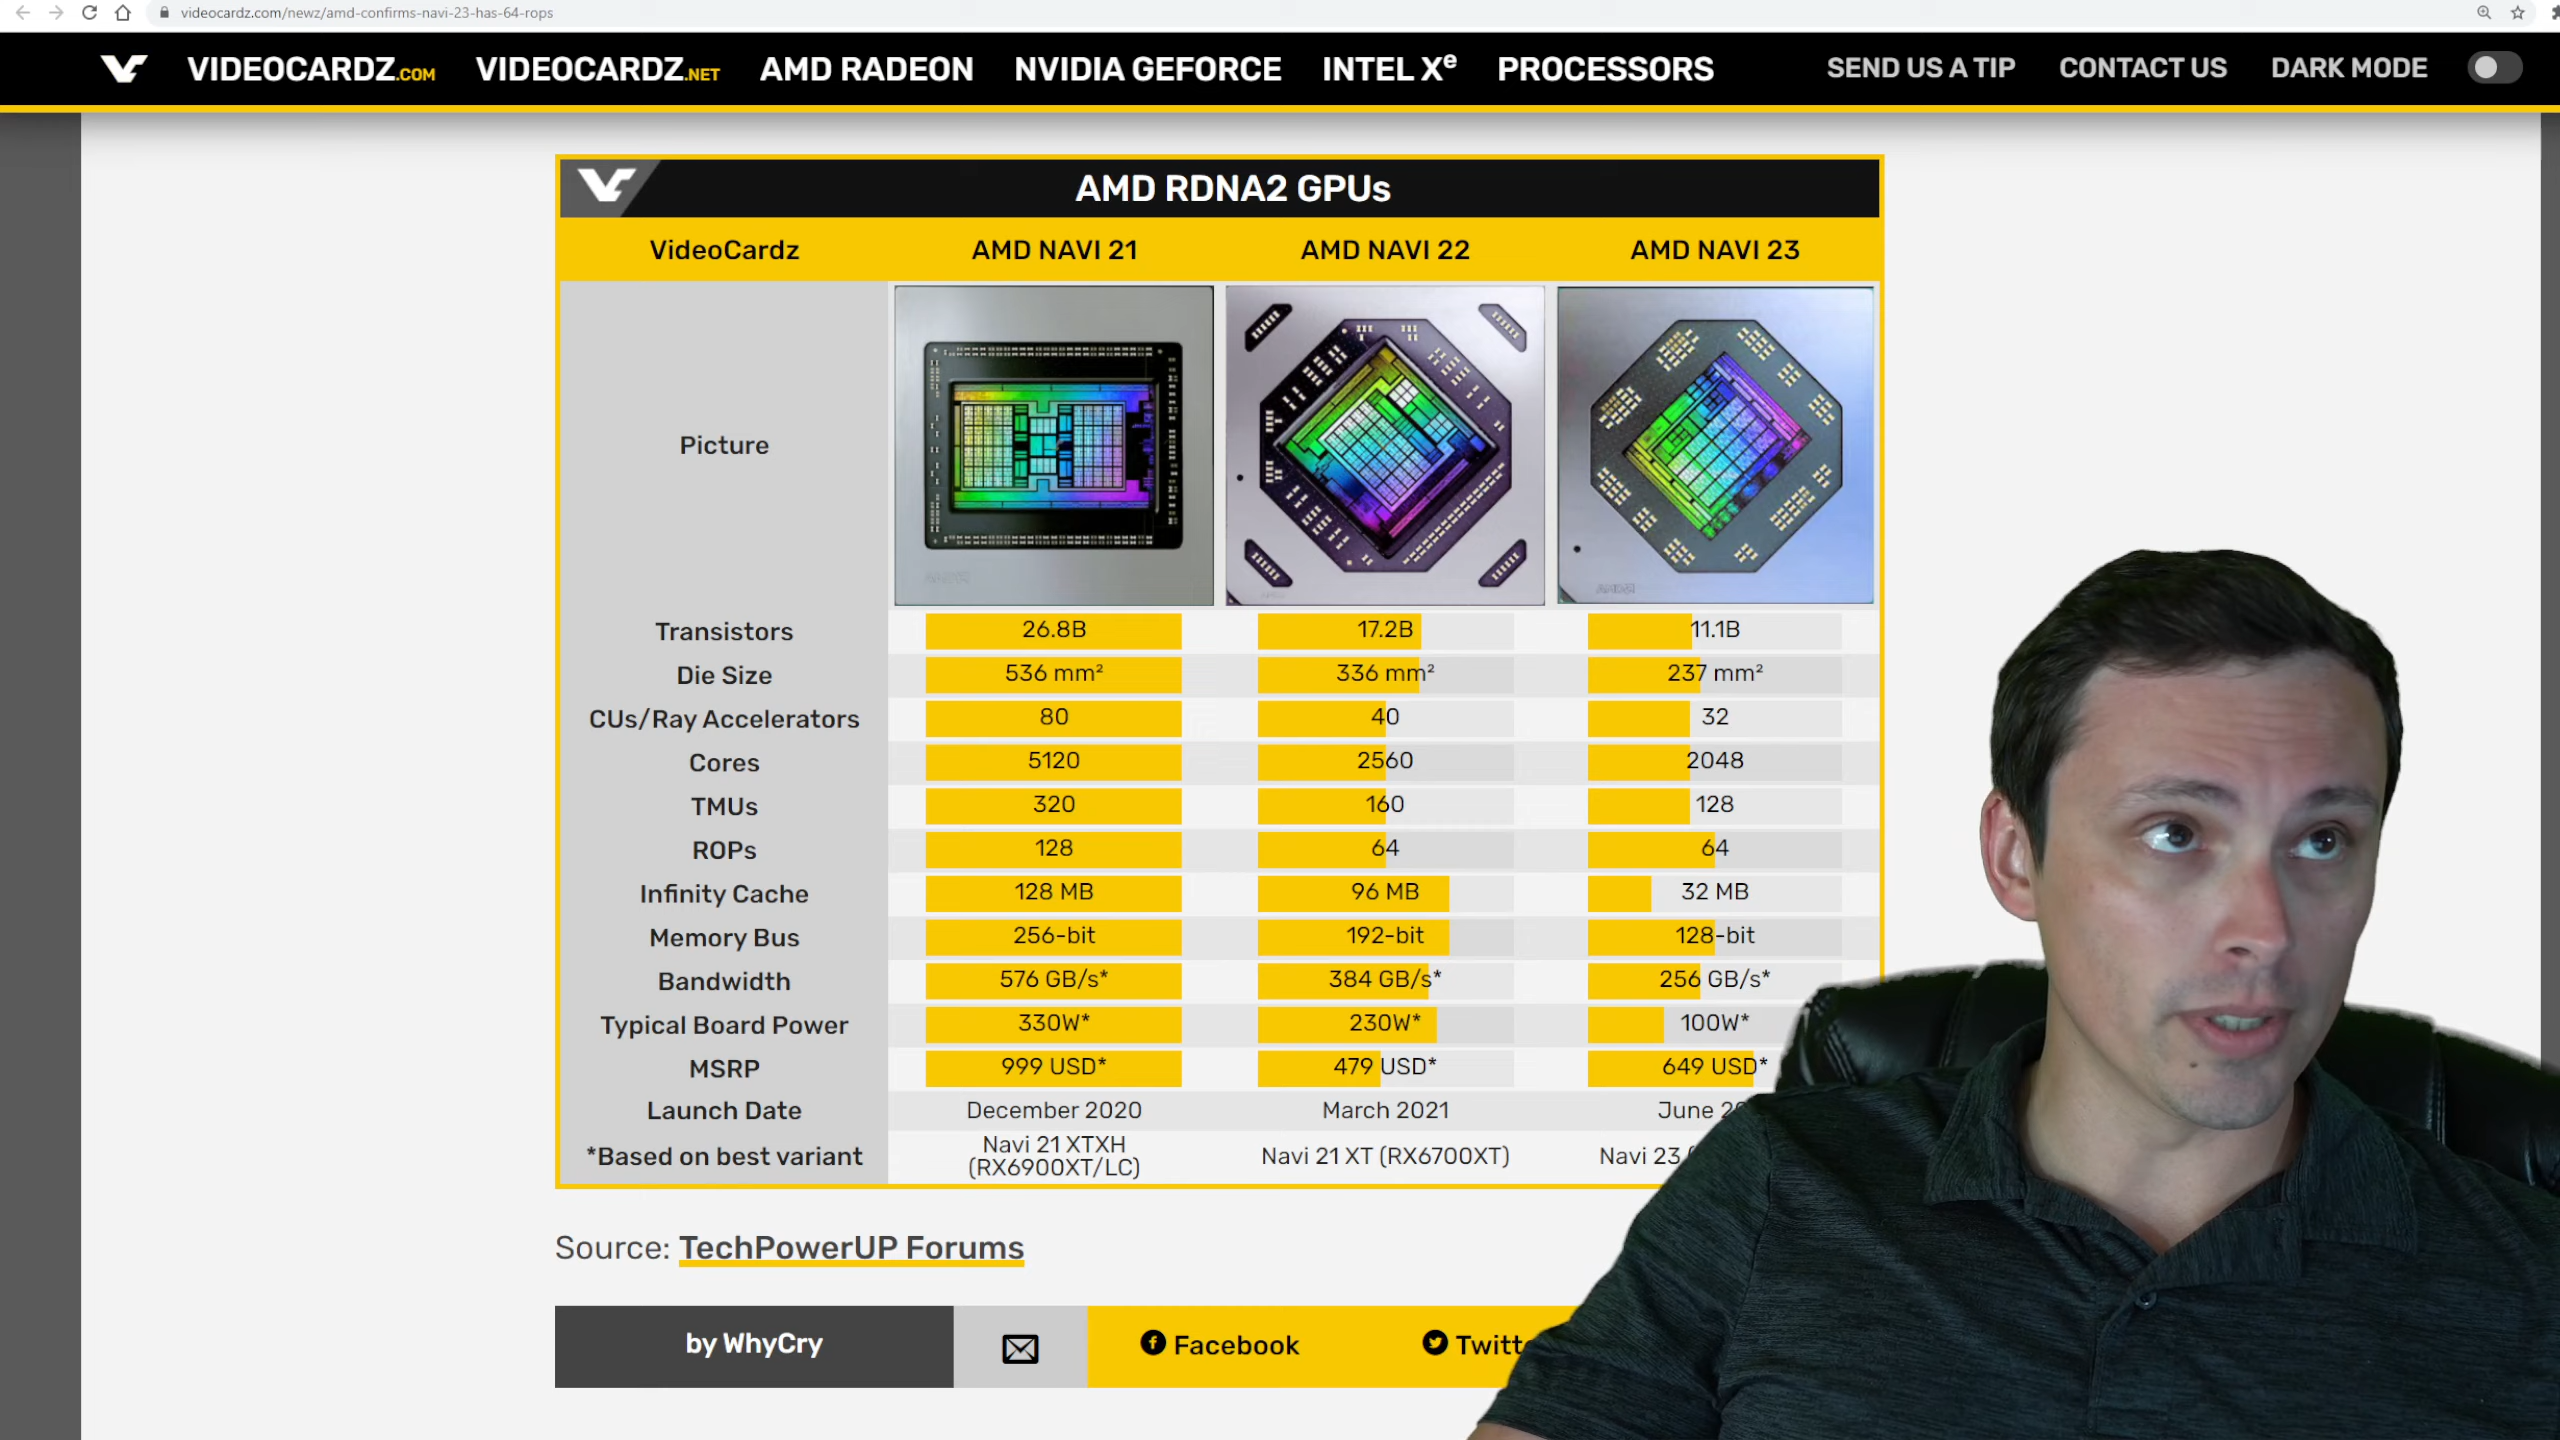 videocardz.com/newz/amd-confirms-navi-23-has-64-rops
VIDEOCARDZ.COM VIDEOCARDZ.NET AMD RADEON NVIDIA GEFORCE INTEL Xe PROCESSORS SEND US A TIP CONTACT US DARK MODE
AMD RDNA2 GPUs
VideoCardz AMD NAVI 21 AMD NAVI 22 AMD NAVI 23
Picture
Transistors 26.8B 17.2B 11.1B
Die Size 536 mm² 336 mm² 237 mm²
CUs/Ray Accelerators 80 40 32
Cores 5120 2560 2048
TMUs 320 160 128
ROPs 128 64 64
Infinity Cache 128 MB 96 MB 32 MB
Memory Bus 256-bit 192-bit 128-bit
Bandwidth 576 GB/s* 384 GB/s* 256 GB/s*
Typical Board Power 330W* 230W* 100W*
MSRP 999 USD* 479 USD* 649 USD*
Launch Date December 2020 March 2021 June
*Based on best variant Navi 21 XTXH (RX6900XT/LC) Navi 21 XT (RX6700XT) Navi 23
Source: TechPowerUP Forums
by WhyCry Facebook